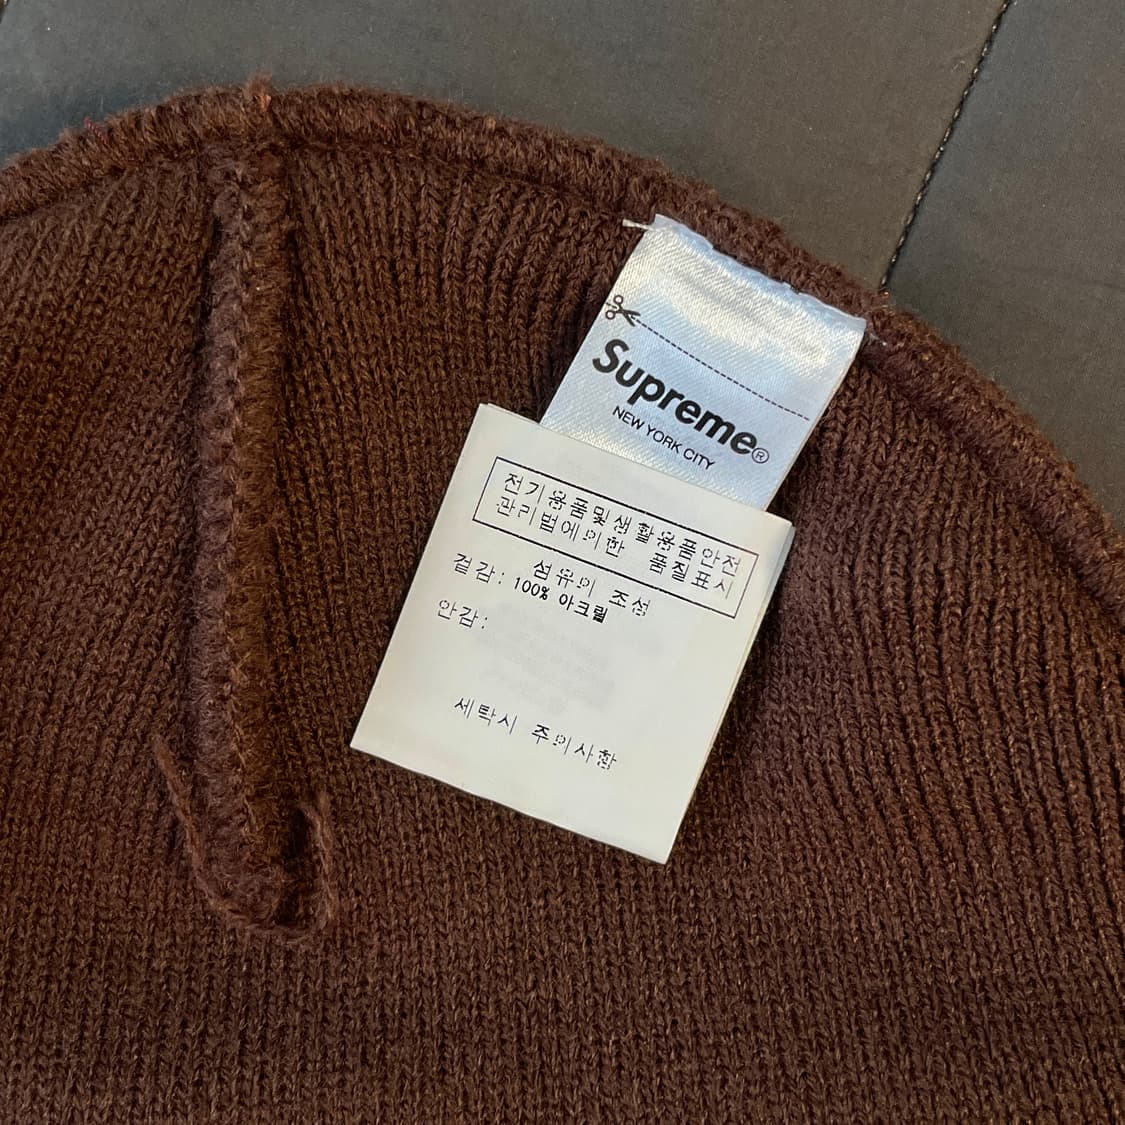 Supreme®
NEW YORK CITY
전기용품및생활용품안전
관리법에의한 품질표시
섬유의 조성
겉감: 100% 아크릴
안감:
세탁시 주의사항